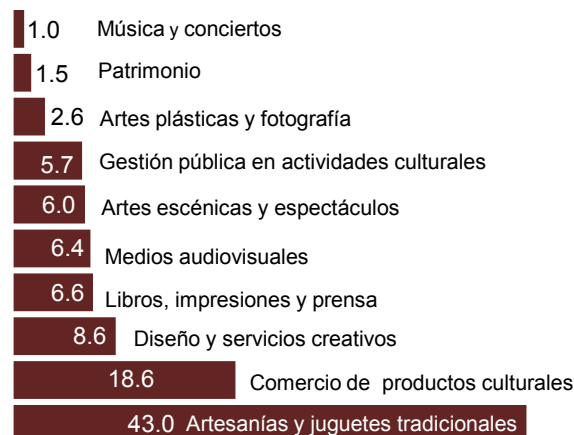 1.0 Música y conciertos
1.5 Patrimonio
2.6 Artes plásticas y fotografía
5.7 Gestión pública en actividades culturales
6.0 Artes escénicas y espectáculos
6.4 Medios audiovisuales
6.6 Libros, impresiones y prensa
8.6 Diseño y servicios creativos
18.6 Comercio de productos culturales
43.0 Artesanías y juguetes tradicionales